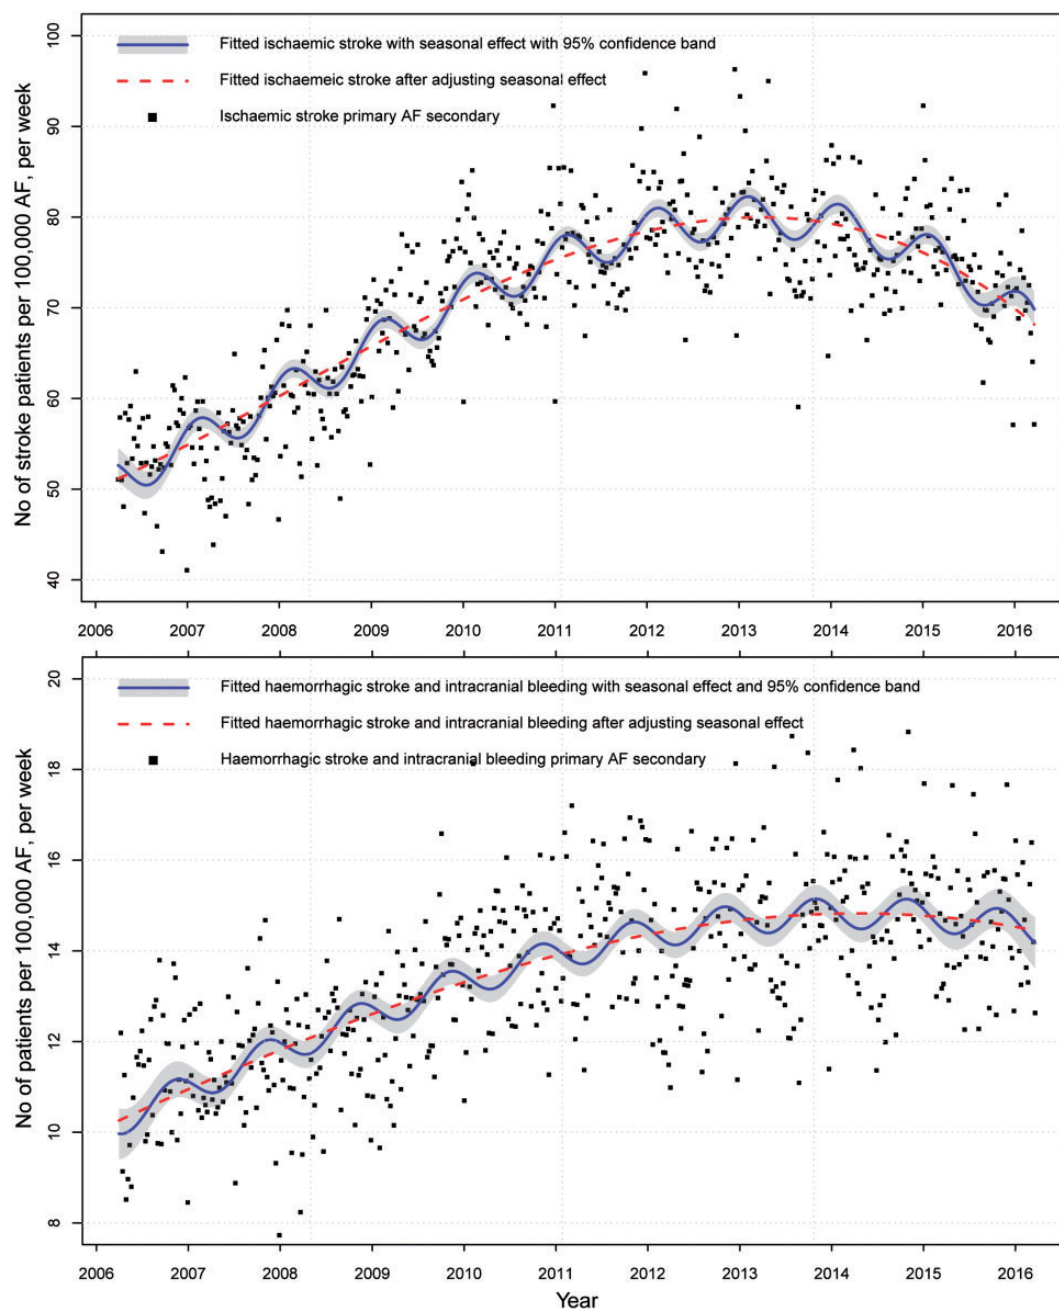 100
90
80
70
60
50
40
No of stroke patients per 100,000 AF, per week
Fitted ischaemic stroke with seasonal effect with 95% confidence band
Fitted ischaemeic stroke after adjusting seasonal effect
Ischaemic stroke primary AF secondary
2006 2007 2008 2009 2010 2011 2012 2013 2014 2015 2016
20
18
16
14
12
10
8
No of patients per 100,000 AF, per week
Fitted haemorrhagic stroke and intracranial bleeding with seasonal effect and 95% confidence band
Fitted haemorrhagic stroke and intracranial bleeding after adjusting seasonal effect
Haemorrhagic stroke and intracranial bleeding primary AF secondary
2006 2007 2008 2009 2010 2011 2012 2013 2014 2015 2016
Year